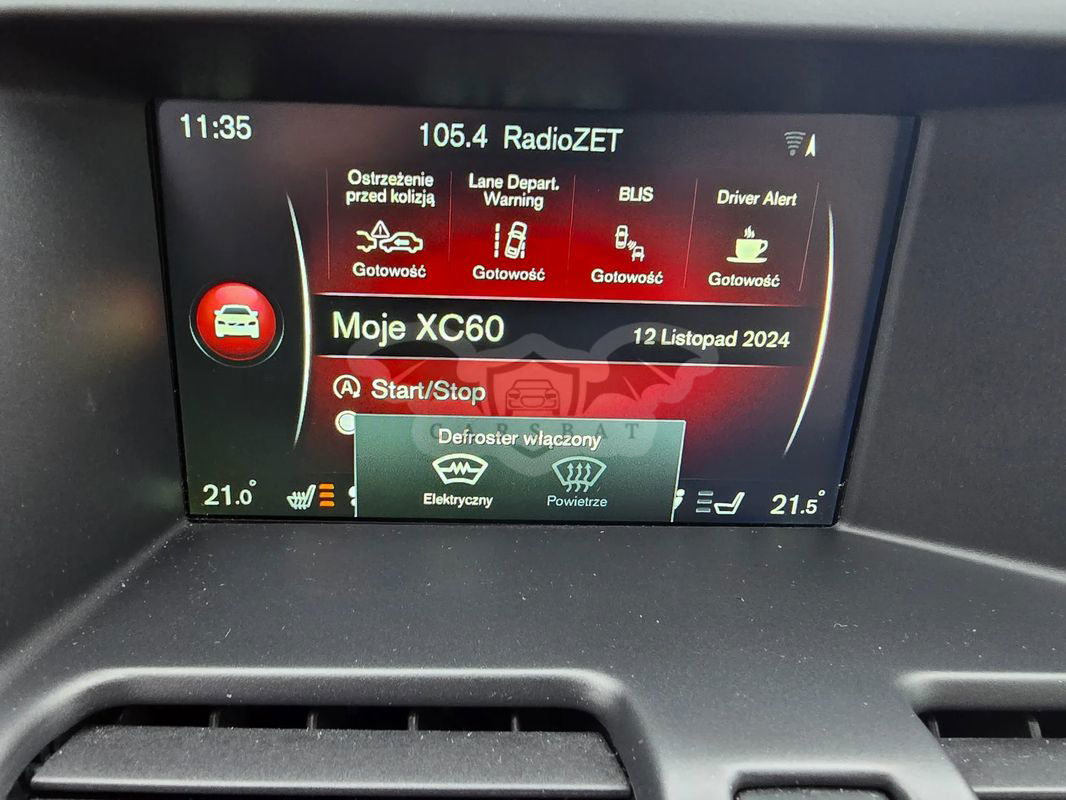 11:35
105.4 RadioZET
Ostrzeżenie
przed kolizją
Gotowość
Lane Depart.
Warning
Gotowość
BLIS
Gotowość
Driver Alert
Gotowość
Moje XC60
12 Listopad 2024
A Start/Stop
CARSBAT
Defroster włączony
Elektryczny
Powietrze
21.0°
21.5°